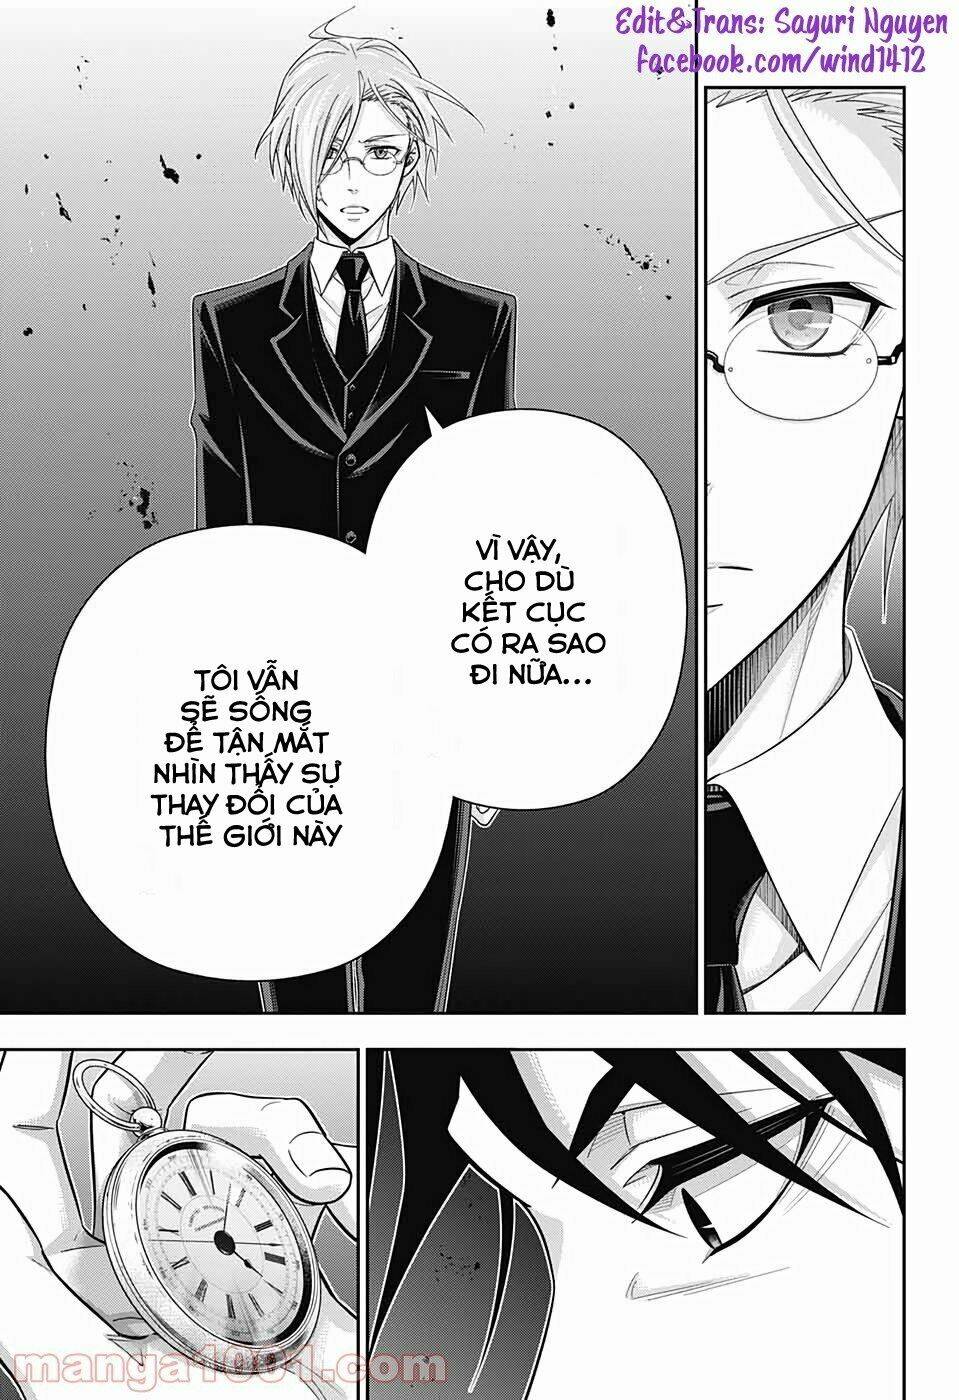 Edit&Trans: Sayuri Nguyen
facebook.com/wind1412
VÌ VẬY,
CHO DÙ
KẾT CỤC
CÓ RA SAO
ĐI NỮA...
TÔI VẪN
SẼ SỐNG
ĐỂ TẬN MẮT
NHÌN THẤY SỰ
THAY ĐỔI CỦA
THẾ GIỚI NÀY
manga1001.com